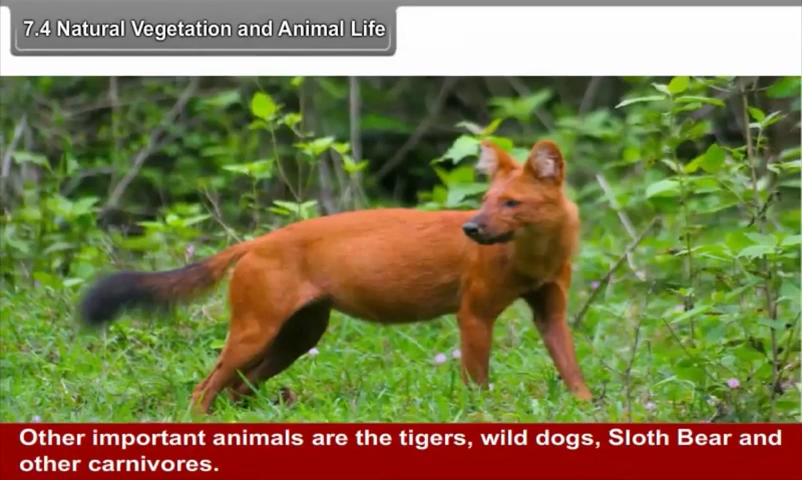 7.4 Natural Vegetation and Animal Life
Other important animals are the tigers, wild dogs, Sloth Bear and
other carnivores.